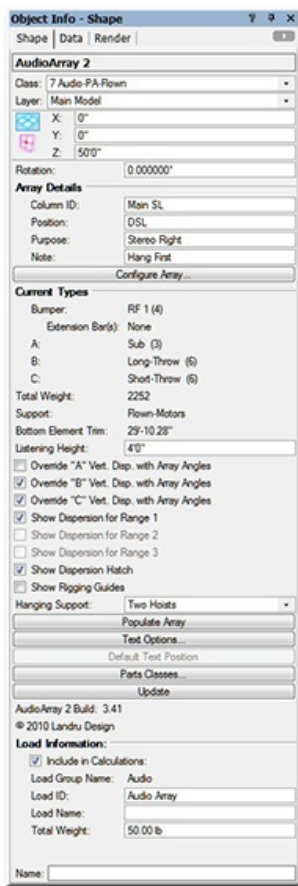 Object Info - Shape
Shape Data Render
AudioArray 2
Class: 7 Audio-PA-Flown
Layer: Main Model
X: 0"
Y: 0"
Z: 50'0"
Rotation: 0.000000°
Array Details
Column ID: Main SL
Position: DSL
Purpose: Stereo Right
Note: Hang First
Configure Array...
Current Types
Bumper: RF 1 (4)
Extension Bar(s): None
A: Sub (3)
B: Long-Throw (6)
C: Short-Throw (6)
Total Weight: 2252
Support: Flown-Motors
Bottom Element Trim: 29'-10.28"
Listening Height: 4'0"
Override "A" Vert. Disp. with Array Angles
Override "B" Vert. Disp. with Array Angles
Override "C" Vert. Disp. with Array Angles
Show Dispersion for Range 1
Show Dispersion for Range 2
Show Dispersion for Range 3
Show Dispersion Hatch
Show Rigging Guides
Hanging Support: Two Hoists
Populate Array
Text Options...
Default Text Position
Parts Classes...
Update
AudioArray 2 Build: 3.41
© 2010 Landru Design
Load Information:
Include in Calculations:
Load Group Name: Audio
Load ID: Audio Array
Load Name:
Total Weight: 50.00 lb
Name: